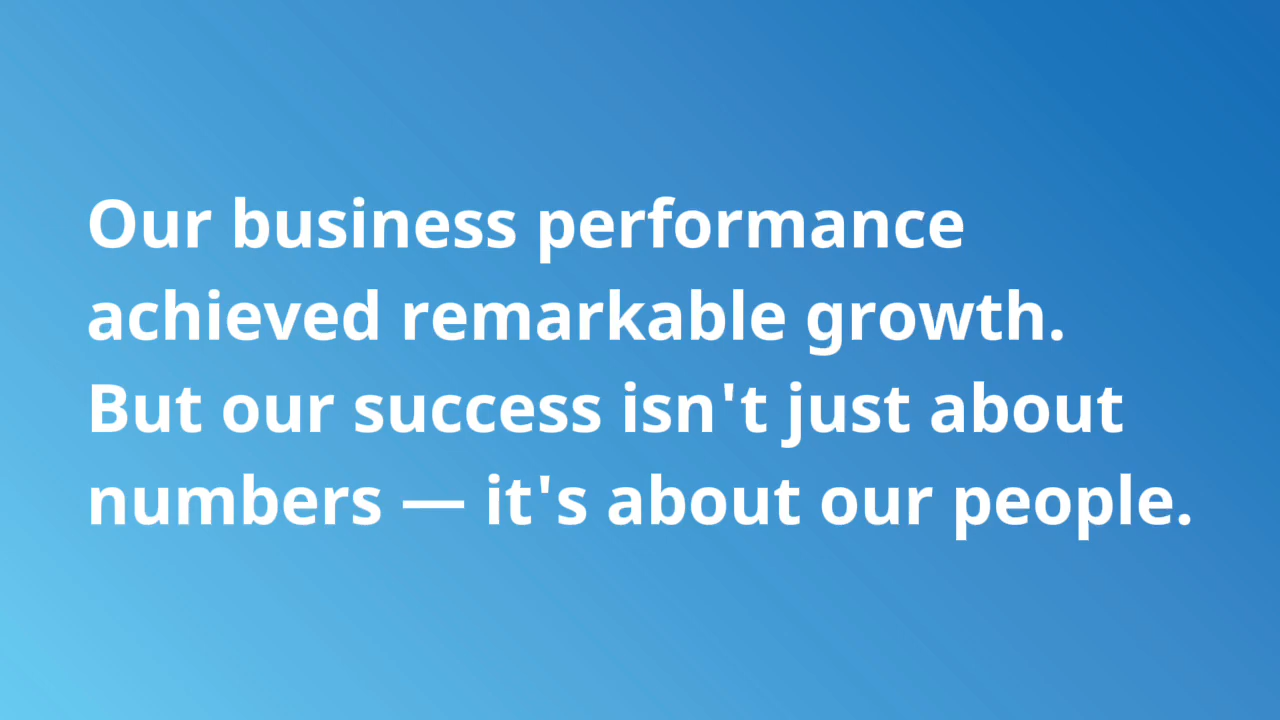 Our business performance
achieved remarkable growth.
But our success isn't just about
numbers — it's about our people.